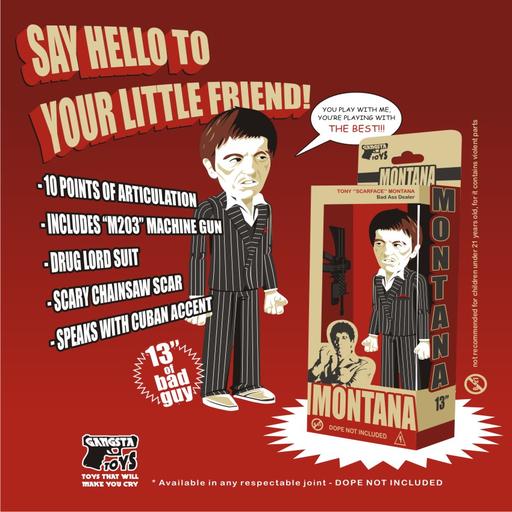 SAY HELLO TO
YOUR LITTLE FRIEND!
YOU PLAY WITH ME,
YOU'RE PLAYING WITH
THE BEST!!!
- 10 POINTS OF ARTICULATION
- INCLUDES "M203" MACHINE GUN
- DRUG LORD SUIT
- SCARY CHAINSAW SCAR
- SPEAKS WITH CUBAN ACCENT
13"
of
bad
guy
GANGSTA
TOYS
MONTANA
TONY "SCARFACE" MONTANA
Bad Ass Dealer
MONTANA
13"
MONTANA
DOPE NOT INCLUDED
not recommended for children under 21 years old, for it contains violent parts
GANGSTA
TOYS
TOYS THAT WILL
MAKE YOU CRY
* Available in any respectable joint - DOPE NOT INCLUDED